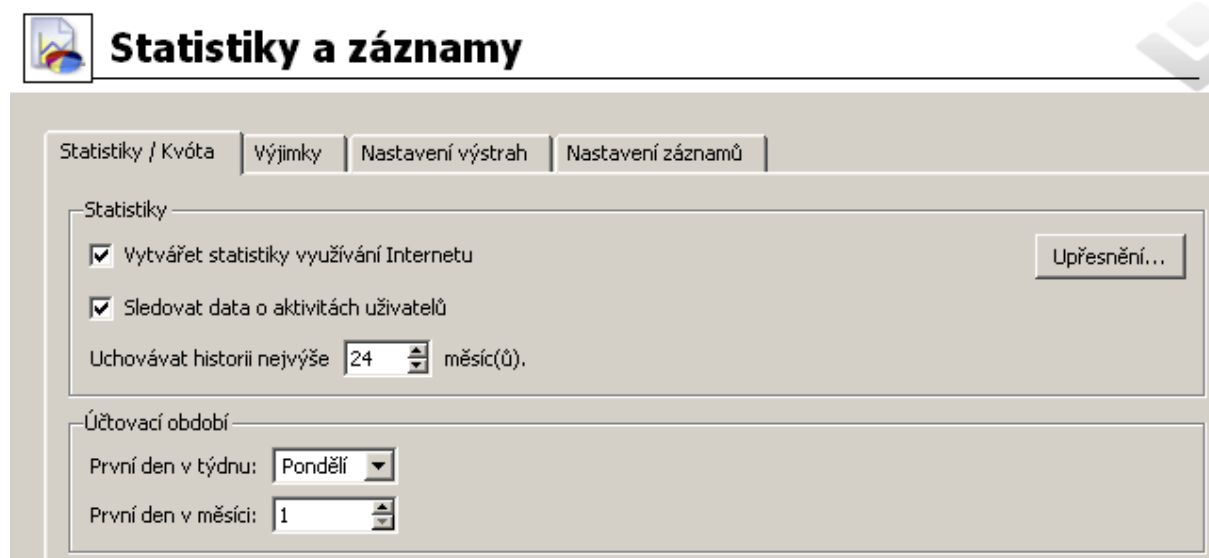 Statistiky a záznamy
Statistiky / Kvóta Výjimky Nastavení výstrah Nastavení záznamů
Statistiky
Vytvářet statistiky využívání Internetu Upřesnění...
Sledovat data o aktivitách uživatelů
Uchovávat historii nejvýše 24 měsíc(ů).
Účtovací období
První den v týdnu: Pondělí
První den v měsíci: 1